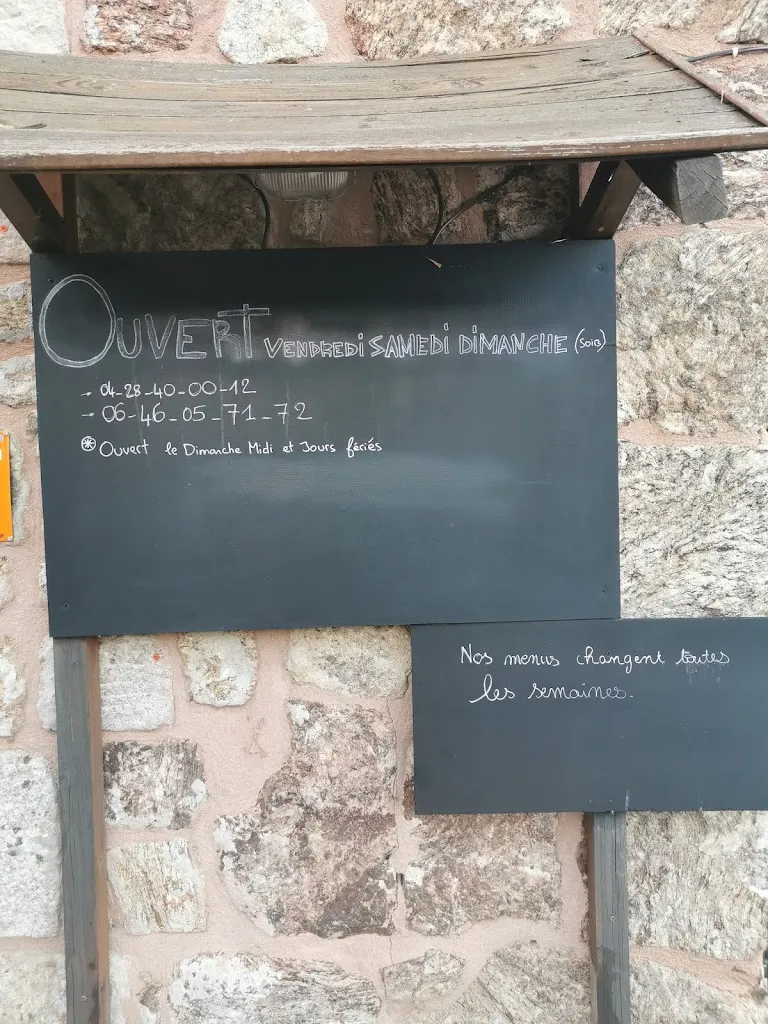 OUVERT VENDREDI SAMEDI DIMANCHE (SOIR)
→ 04-28-40-00-12
→ 06-46-05-71-72
⊛ Ouvert le Dimanche Midi et Jours fériés
Nos menus changent toutes
les semaines.